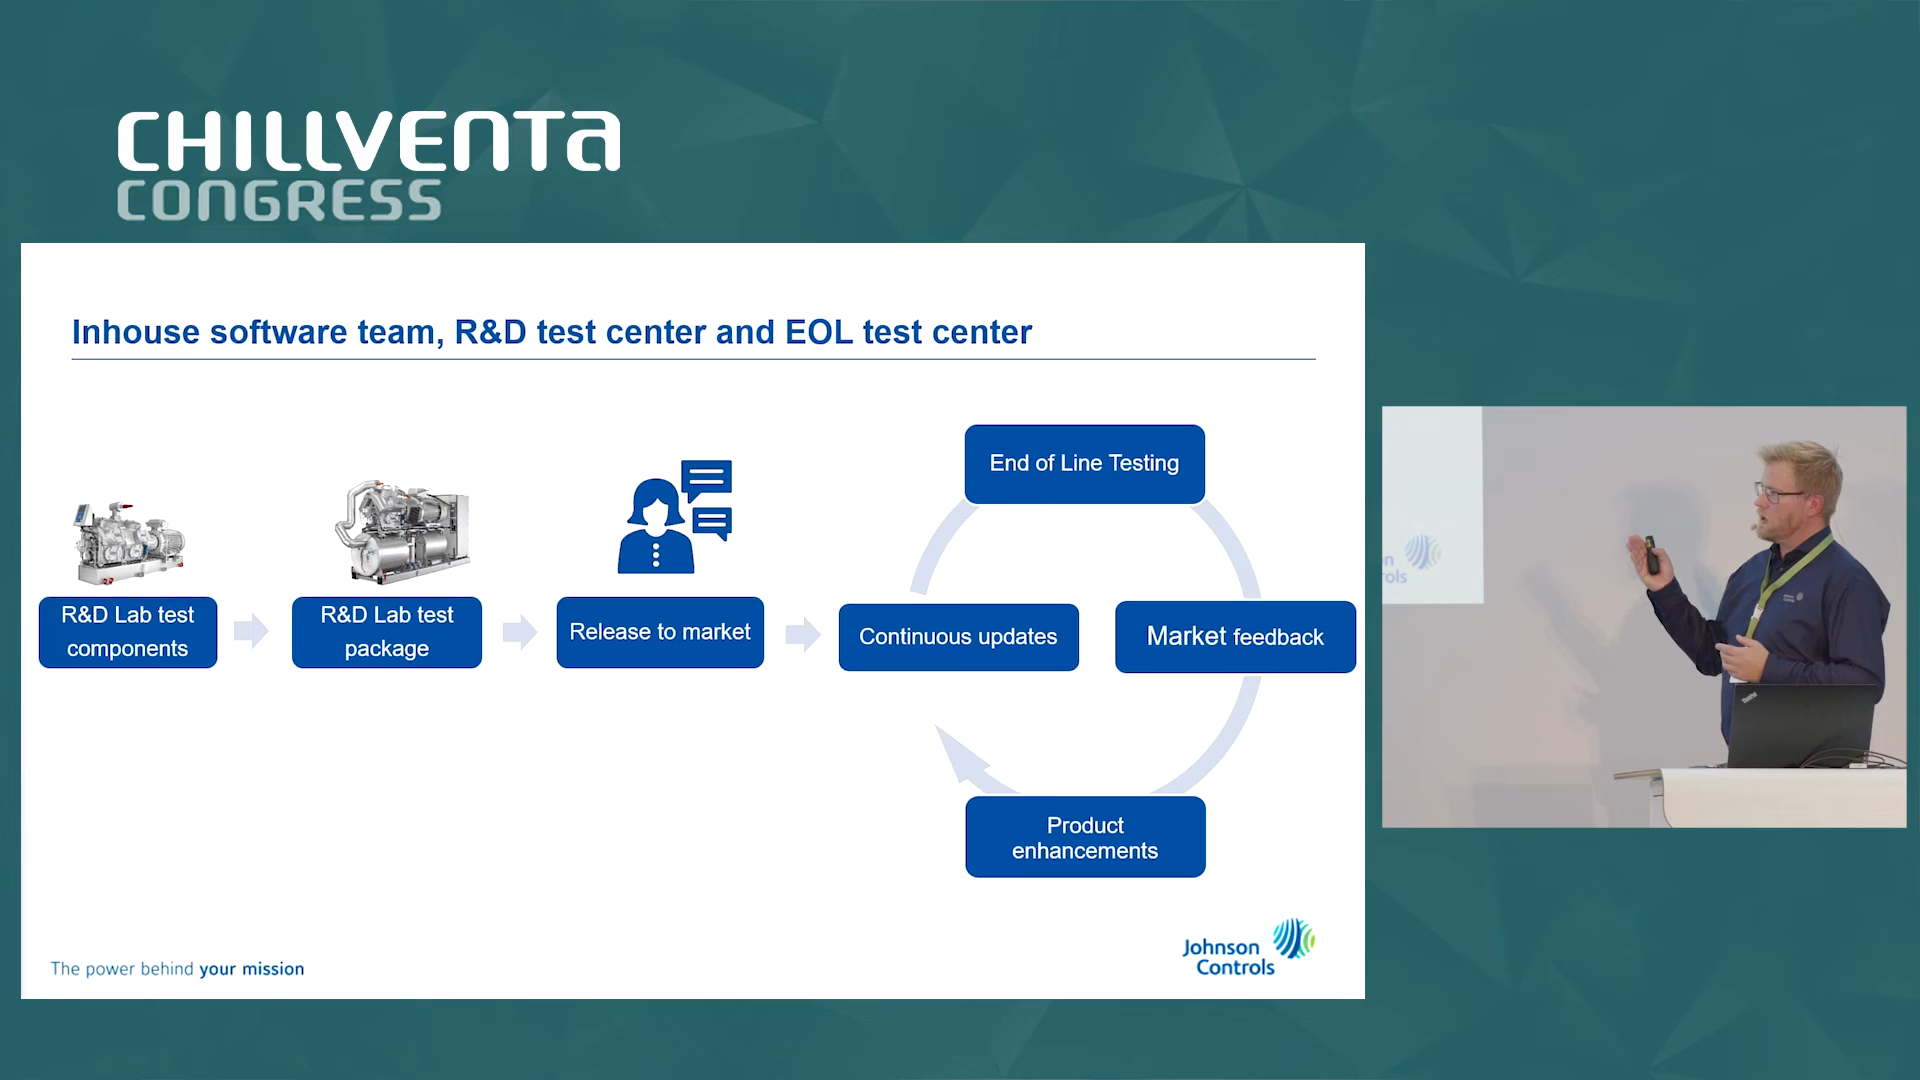 CHILLVENTA
CONGRESS
Inhouse software team, R&D test center and EOL test center
End of Line Testing
R&D Lab test
components
R&D Lab test
package
Release to market
Continuous updates
Market feedback
Product
enhancements
The power behind your mission
Johnson
Controls
ThinkPad